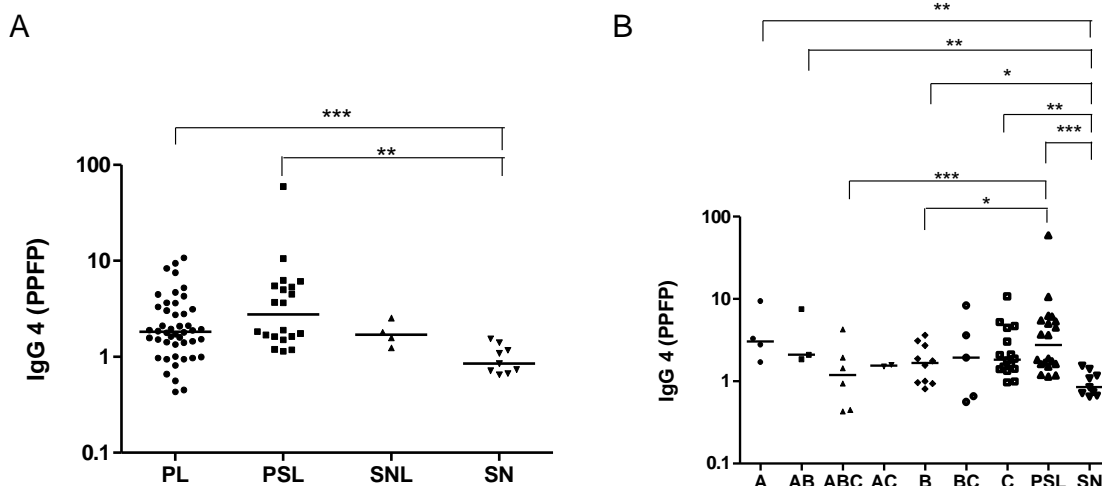 A
***
**
100
10
1
0.1
IgG 4 (PPFP)
PL PSL SNL SN
B
**
**
*
**
***
***
*
100
10
1
0.1
IgG 4 (PPFP)
A AB ABC AC B BC C PSL SN